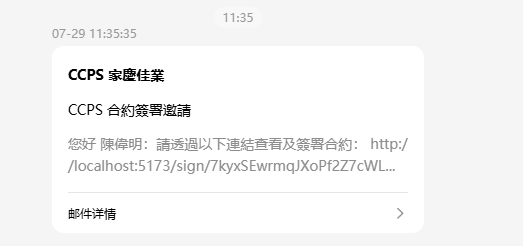 11:35
07-29 11:35:35
CCPS 家慶佳業
CCPS 合約簽署邀請
您好 陳偉明：請透過以下連結查看及簽署合約： http:/
/localhost:5173/sign/7kyxSEwrmqJXoPf2Z7cWL...
邮件详情